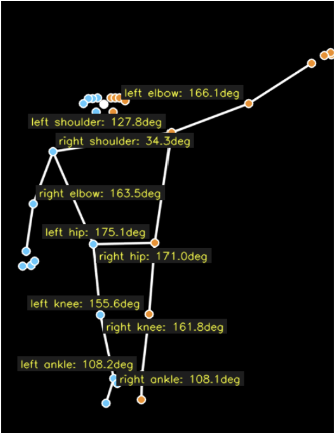 left elbow: 166.1deg
left shoulder: 127.8deg
right shoulder: 34.3deg
right elbow: 163.5deg
left hip: 175.1deg
right hip: 171.0deg
left knee: 155.6deg
right knee: 161.8deg
left ankle: 108.2deg
right ankle: 108.1deg